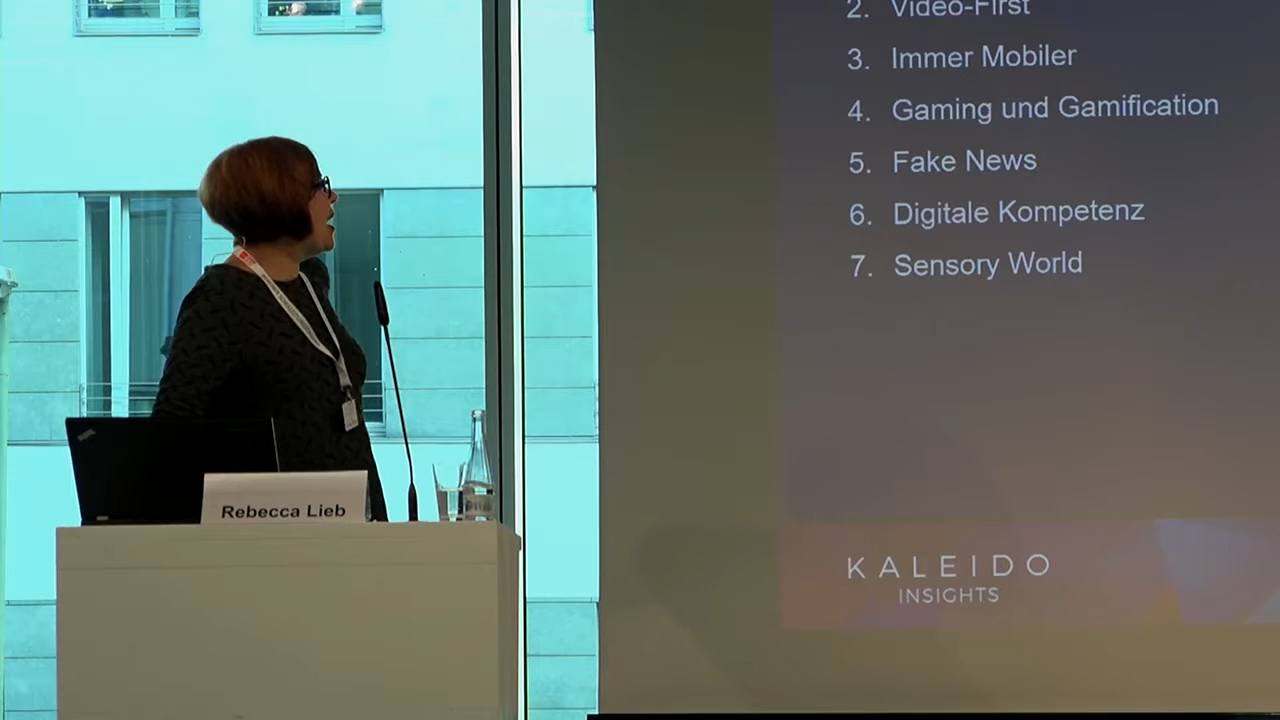 2. Video-First
3. Immer Mobiler
4. Gaming und Gamification
5. Fake News
6. Digitale Kompetenz
7. Sensory World
KALEIDO
INSIGHTS
Rebecca Lieb